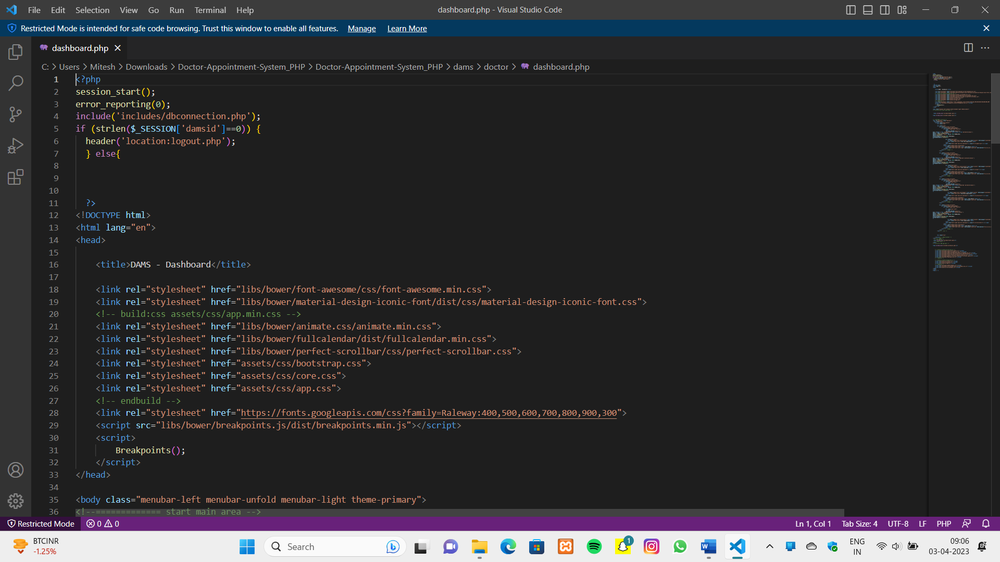 File Edit Selection View Go Run Terminal Help
dashboard.php - Visual Studio Code
Restricted Mode is intended for safe code browsing. Trust this window to enable all features. Manage Learn More
dashboard.php
C: > Users > Mitesh > Downloads > Doctor-Appointment-System_PHP > Doctor-Appointment-System_PHP > dams > doctor > dashboard.php
1 <?php
2 session_start();
3 error_reporting(0);
4 include('includes/dbconnection.php');
5 if (strlen($_SESSION['damsid']==0)) {
6   header('location:logout.php');
7   } else{
8
9
10
11   ?>
12 <!DOCTYPE html>
13 <html lang="en">
14 <head>
15
16     <title>DAMS - Dashboard</title>
17
18     <link rel="stylesheet" href="libs/bower/font-awesome/css/font-awesome.min.css">
19     <link rel="stylesheet" href="libs/bower/material-design-iconic-font/dist/css/material-design-iconic-font.css">
20     <!-- build:css assets/css/app.min.css -->
21     <link rel="stylesheet" href="libs/bower/animate.css/animate.min.css">
22     <link rel="stylesheet" href="libs/bower/fullcalendar/dist/fullcalendar.min.css">
23     <link rel="stylesheet" href="libs/bower/perfect-scrollbar/css/perfect-scrollbar.css">
24     <link rel="stylesheet" href="assets/css/bootstrap.css">
25     <link rel="stylesheet" href="assets/css/core.css">
26     <link rel="stylesheet" href="assets/css/app.css">
27     <!-- endbuild -->
28     <link rel="stylesheet" href="https://fonts.googleapis.com/css?family=Raleway:400,500,600,700,800,900,300">
29     <script src="libs/bower/breakpoints.js/dist/breakpoints.min.js"></script>
30     <script>
31         Breakpoints();
32     </script>
33 </head>
34
35 <body class="menubar-left menubar-unfold menubar-light theme-primary">
36 <!--============= start main area -->
Restricted Mode 0 0 Ln 1, Col 1 Tab Size: 4 UTF-8 LF PHP
BTCINR
-1.25%
Search
1
ENG
IN
09:06
03-04-2023